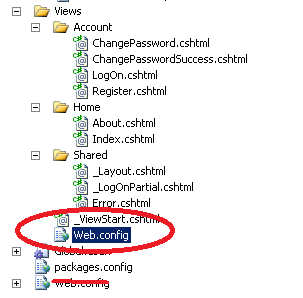 Views
Account
ChangePassword.cshtml
ChangePasswordSuccess.cshtml
LogOn.cshtml
Register.cshtml
Home
About.cshtml
Index.cshtml
Shared
_Layout.cshtml
_LogOnPartial.cshtml
Error.cshtml
_ViewStart.cshtml
Web.config
Global.asax
packages.config
Web.config